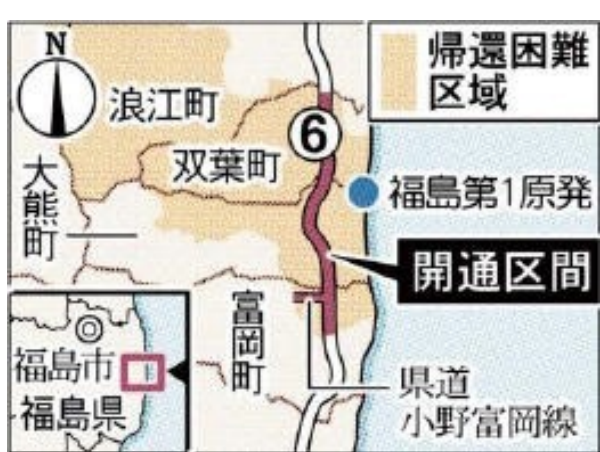 N
帰還困難
区域
浪江町
6
双葉町
大熊町
福島第1原発
開通区間
富岡町
福島市
福島県
県道
小野富岡線